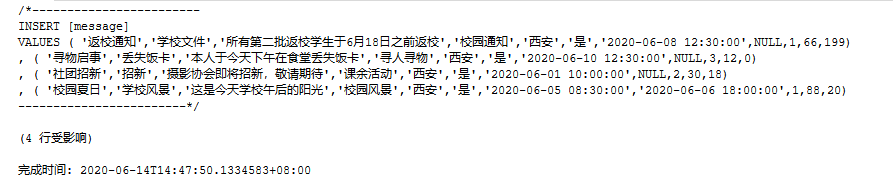 /*------------------------
INSERT [message]
VALUES ( '返校通知','学校文件','所有第二批返校学生于6月18日之前返校','校园通知','西安','是','2020-06-08 12:30:00',NULL,1,66,199)
, ( '寻物启事','丢失饭卡','本人于今天下午在食堂丢失饭卡','寻人寻物','西安','是','2020-06-10 12:30:00',NULL,3,12,0)
, ( '社团招新','招新','摄影协会即将招新，敬请期待','课余活动','西安','是','2020-06-01 10:00:00',NULL,2,30,18)
, ( '校园夏日','学校风景','这是今天学校午后的阳光','校园风景','西安','是','2020-06-05 08:30:00','2020-06-06 18:00:00',1,88,20)
------------------------*/
(4 行受影响)
完成时间: 2020-06-14T14:47:50.1334583+08:00